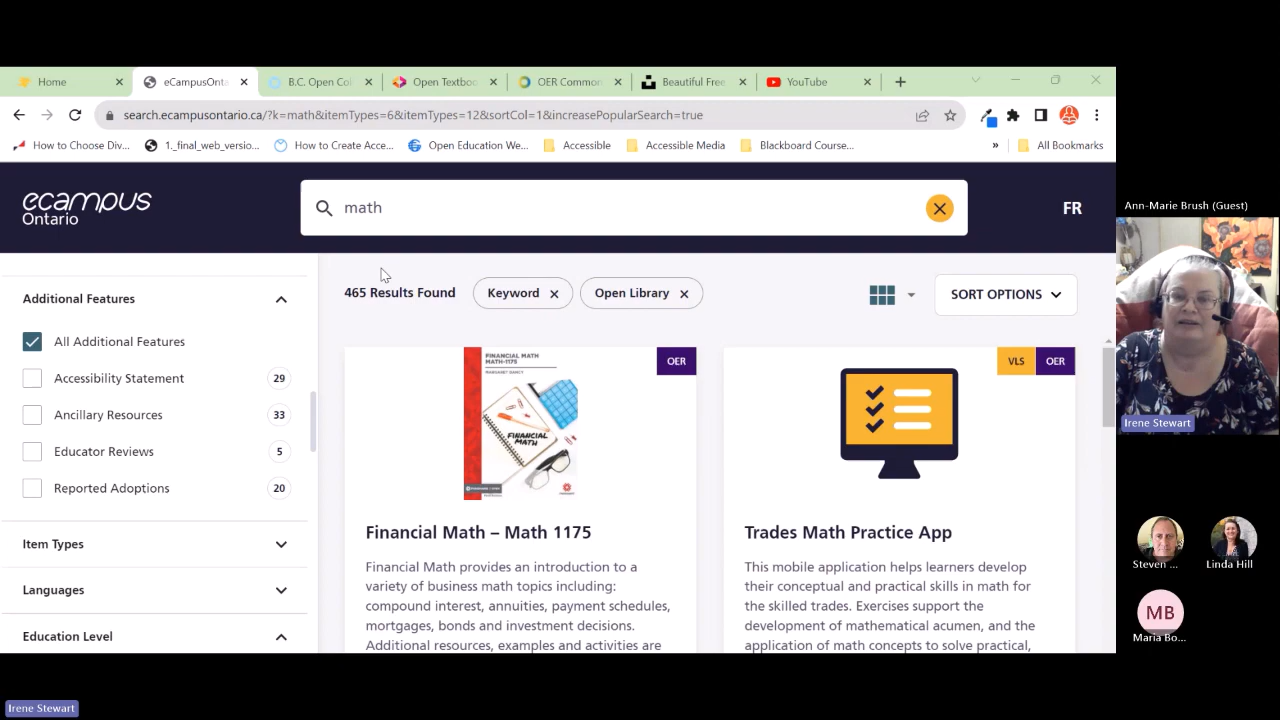 Home
eCampusOnta
B.C. Open Col
Open Textboo
OER Common
Beautiful Free
YouTube
search.ecampusontario.ca/?k=math&itemTypes=6&itemTypes=12&sortCol=1&increasePopularSearch=true
How to Choose Div...
1._final_web_versio...
How to Create Acce...
Open Education We...
Accessible
Accessible Media
Blackboard Course...
»
All Bookmarks
ecampus
Ontario
math
FR
Ann-Marie Brush (Guest)
Additional Features
465 Results Found
Keyword
Open Library
SORT OPTIONS
All Additional Features
Accessibility Statement 29
Ancillary Resources 33
Educator Reviews 5
Reported Adoptions 20
Item Types
Languages
Education Level
FINANCIAL MATH
MATH-1175
FINANCIAL
MATH
OER
Financial Math – Math 1175
Financial Math provides an introduction to a
variety of business math topics including:
compound interest, annuities, payment schedules,
mortgages, bonds and investment decisions.
Additional resources, examples and activities are
VLS
OER
Trades Math Practice App
This mobile application helps learners develop
their conceptual and practical skills in math for
the skilled trades. Exercises support the
development of mathematical acumen, and the
application of math concepts to solve practical,
Irene Stewart
Steven ...
Linda Hill
MB
Maria Bo...
Irene Stewart